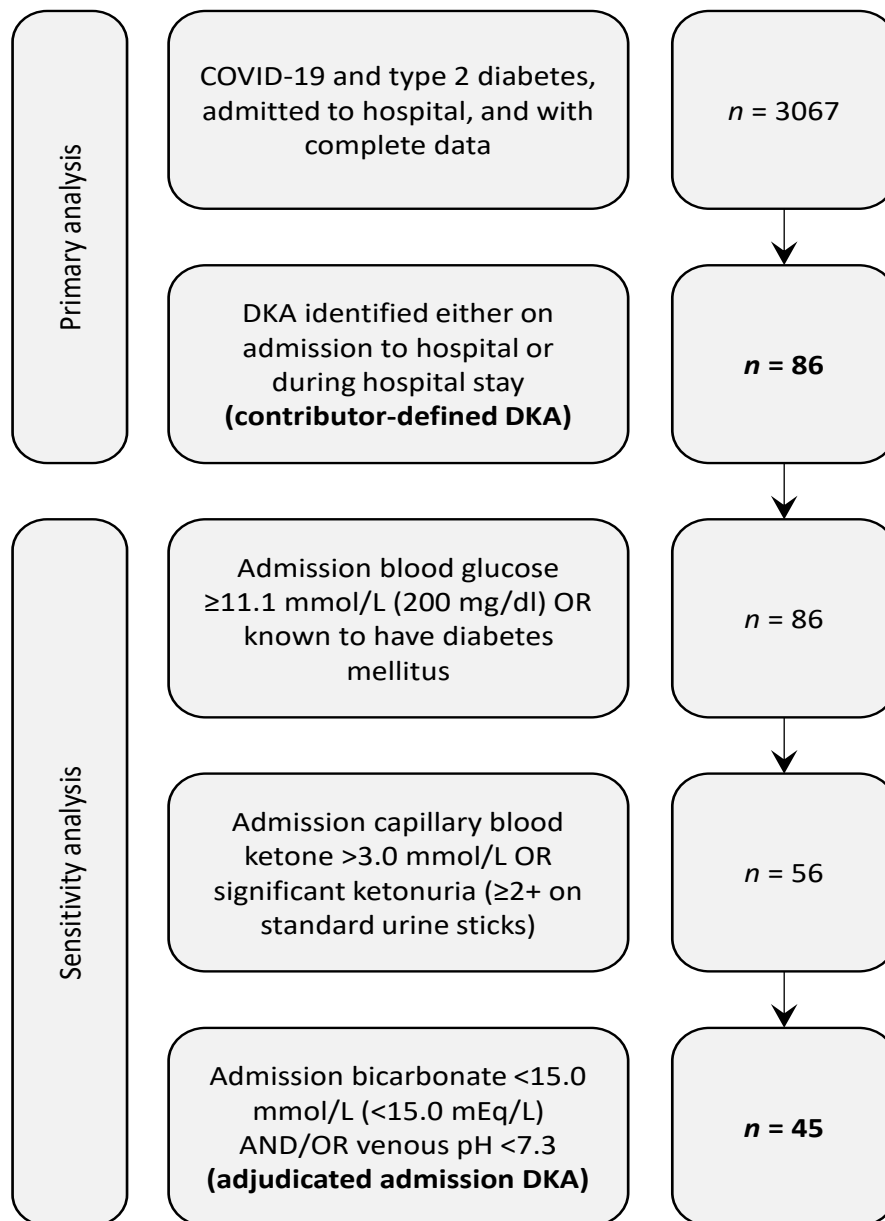 Primary analysis
COVID-19 and type 2 diabetes,
admitted to hospital, and with
complete data
n = 3067
DKA identified either on
admission to hospital or
during hospital stay
(contributor-defined DKA)
n = 86
Sensitivity analysis
Admission blood glucose
≥11.1 mmol/L (200 mg/dl) OR
known to have diabetes
mellitus
n = 86
Admission capillary blood
ketone >3.0 mmol/L OR
significant ketonuria (≥2+ on
standard urine sticks)
n = 56
Admission bicarbonate <15.0
mmol/L (<15.0 mEq/L)
AND/OR venous pH <7.3
(adjudicated admission DKA)
n = 45